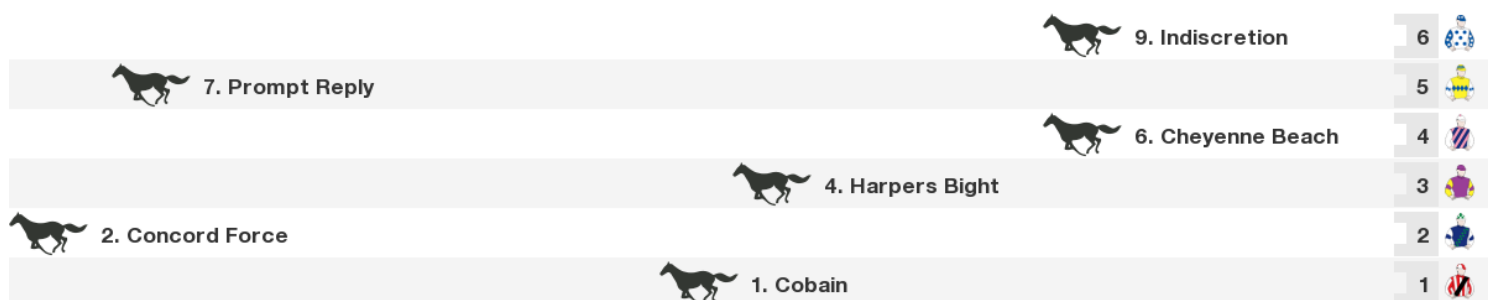 9. Indiscretion 6
7. Prompt Reply 5
6. Cheyenne Beach 4
4. Harpers Bight 3
2. Concord Force 2
1. Cobain 1